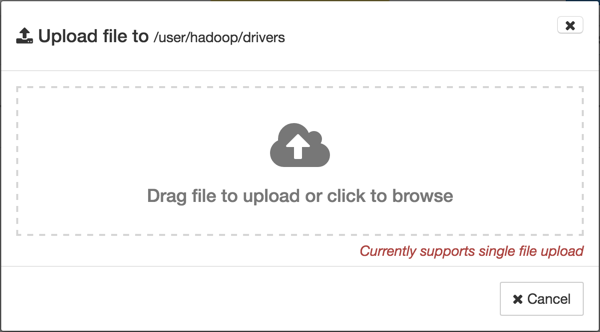 Upload file to /user/hadoop/drivers
Drag file to upload or click to browse
Currently supports single file upload
Cancel